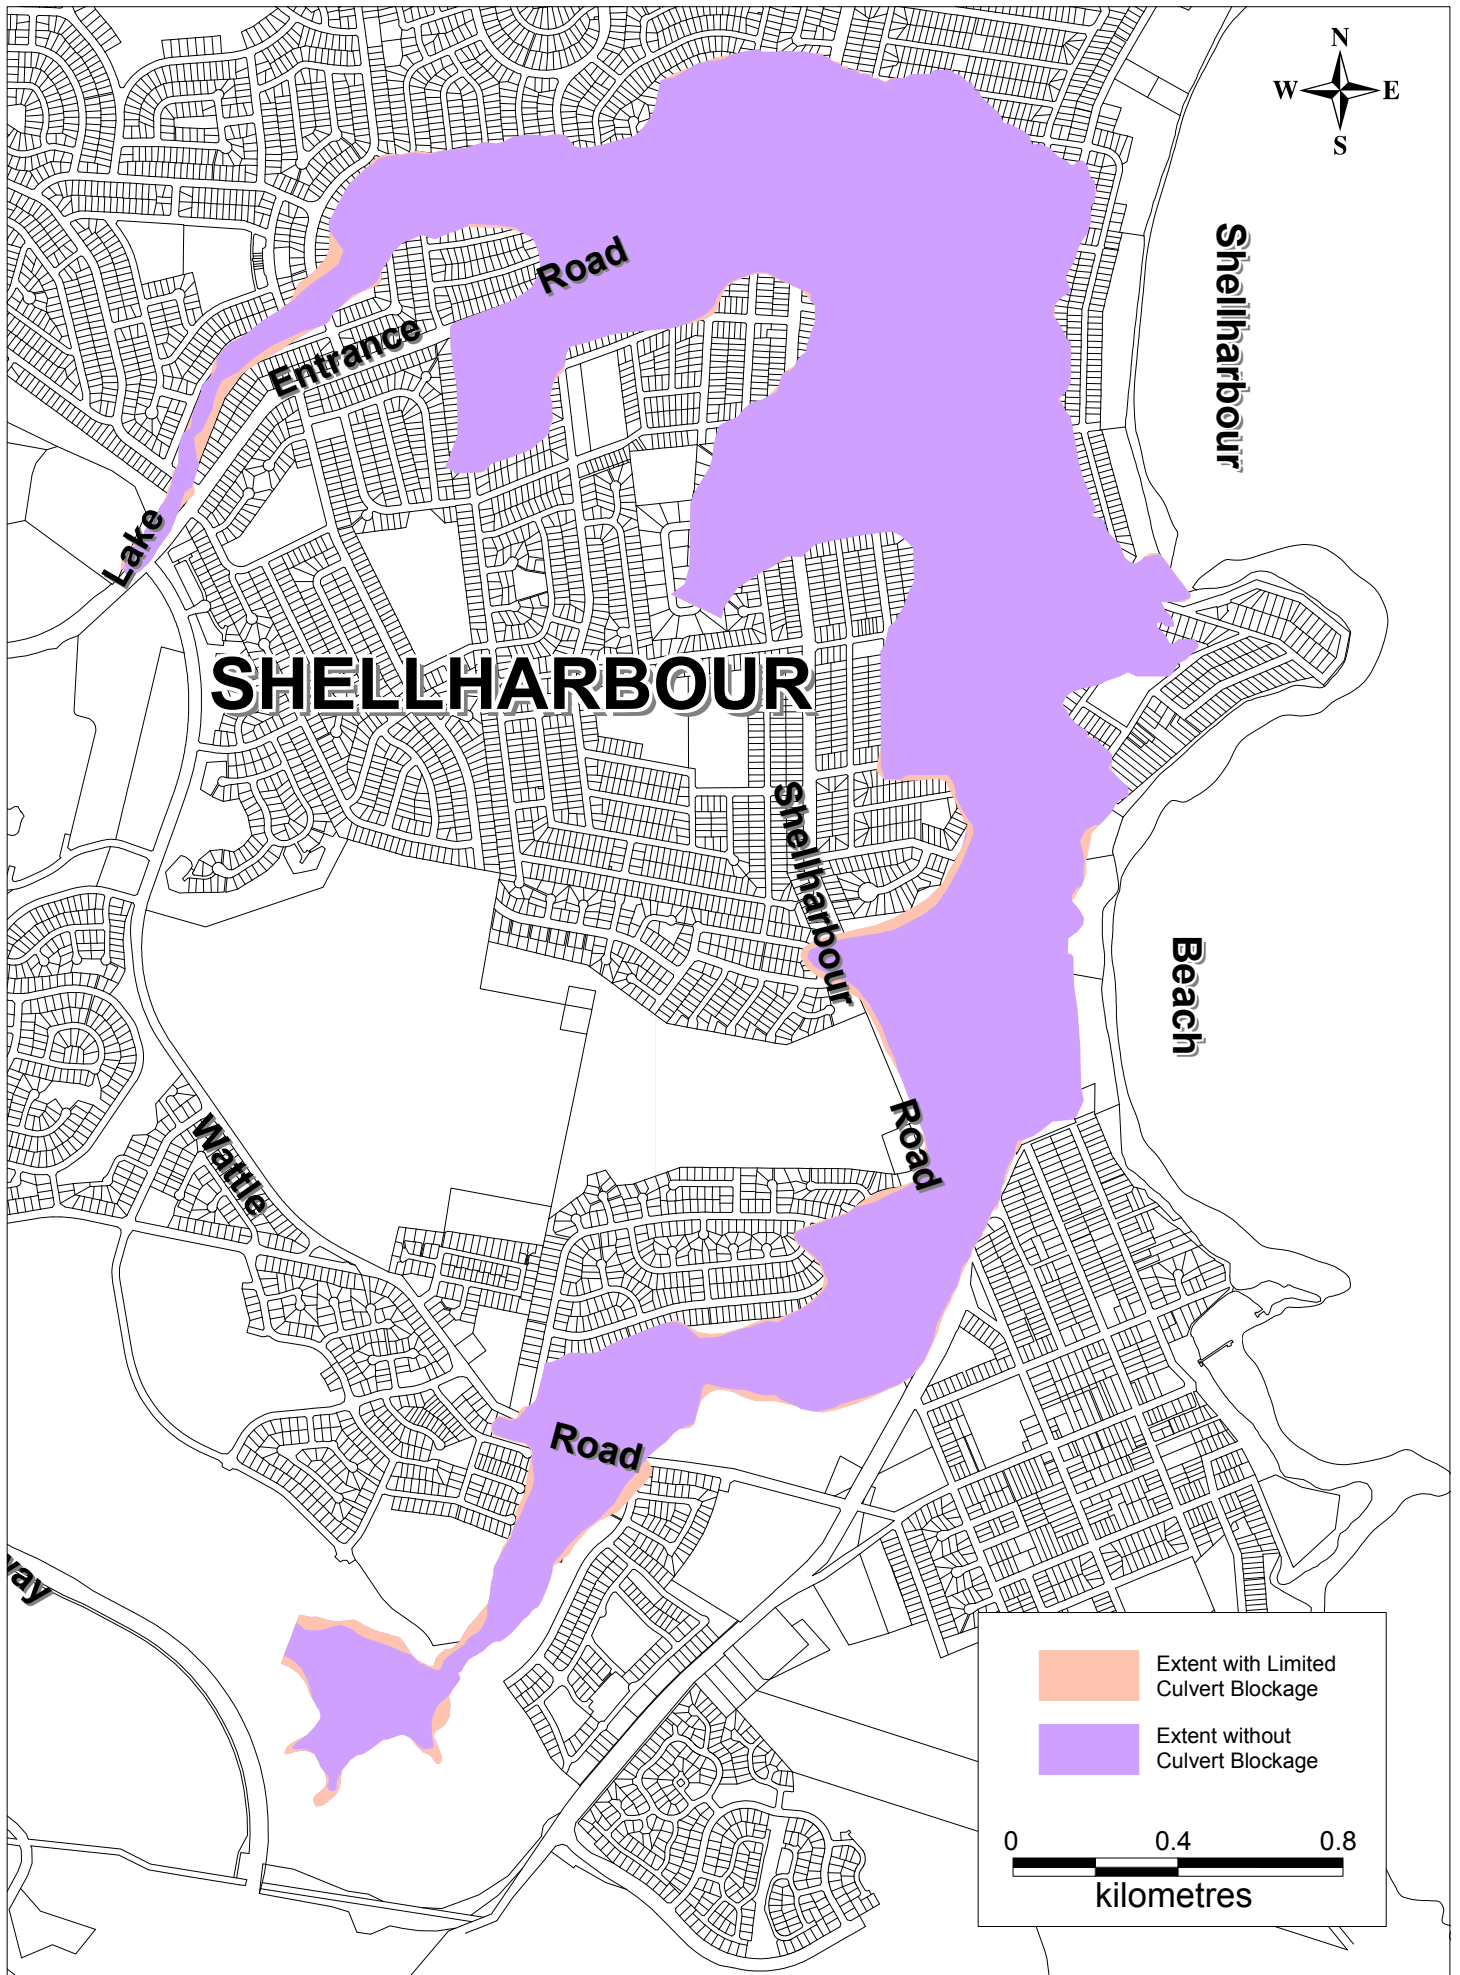 N
W E
S
Shellharbour
Road
Entrance
Lake
SHELLHARBOUR
Shellharbour
Beach
Road
Wattle
Road
way
Extent with Limited
Culvert Blockage
Extent without
Culvert Blockage
0 0.4 0.8
kilometres